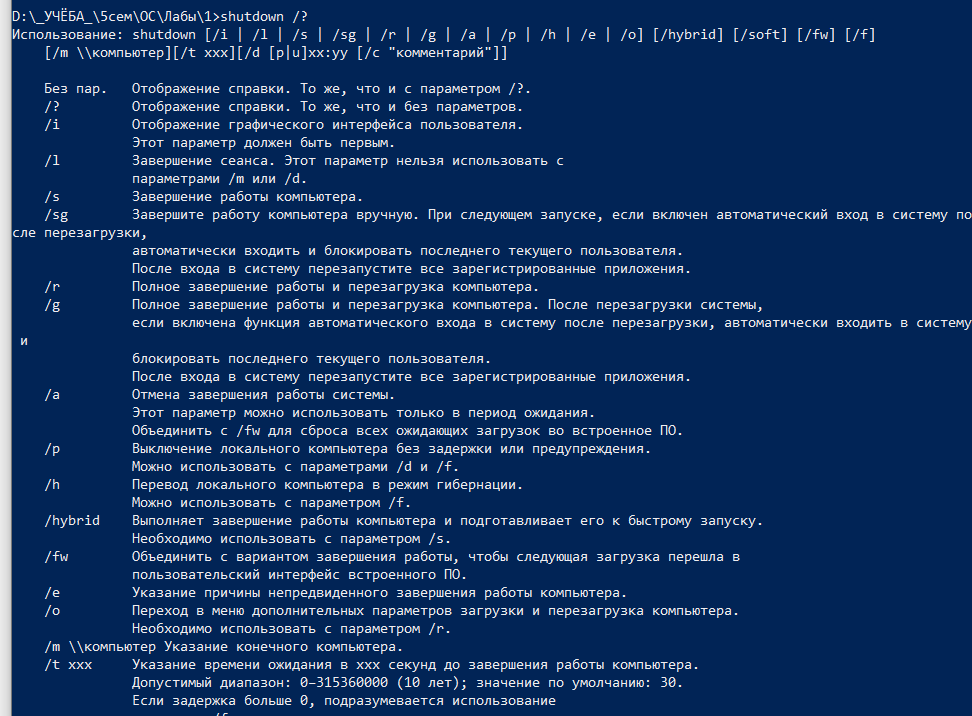 D:\_УЧЁБА_\5сем\ОС\Лабы\1>shutdown /?
Использование: shutdown [/i | /l | /s | /sg | /r | /g | /a | /p | /h | /e | /o] [/hybrid] [/soft] [/fw] [/f]
    [/m \\компьютер][/t xxx][/d [p|u]xx:yy [/c "комментарий"]]
    Без пар.   Отображение справки. То же, что и с параметром /?.
    /?         Отображение справки. То же, что и без параметров.
    /i         Отображение графического интерфейса пользователя.
               Этот параметр должен быть первым.
    /l         Завершение сеанса. Этот параметр нельзя использовать с
               параметрами /m или /d.
    /s         Завершение работы компьютера.
    /sg        Завершите работу компьютера вручную. При следующем запуске, если включен автоматический вход в систему по
сле перезагрузки,
               автоматически входить и блокировать последнего текущего пользователя.
               После входа в систему перезапустите все зарегистрированные приложения.
    /r         Полное завершение работы и перезагрузка компьютера.
    /g         Полное завершение работы и перезагрузка компьютера. После перезагрузки системы,
               если включена функция автоматического входа в систему после перезагрузки, автоматически входить в систему
 и
               блокировать последнего текущего пользователя.
               После входа в систему перезапустите все зарегистрированные приложения.
    /a         Отмена завершения работы системы.
               Этот параметр можно использовать только в период ожидания.
               Объединить с /fw для сброса всех ожидающих загрузок во встроенное ПО.
    /p         Выключение локального компьютера без задержки или предупреждения.
               Можно использовать с параметрами /d и /f.
    /h         Перевод локального компьютера в режим гибернации.
               Можно использовать с параметром /f.
    /hybrid    Выполняет завершение работы компьютера и подготавливает его к быстрому запуску.
               Необходимо использовать с параметром /s.
    /fw        Объединить с вариантом завершения работы, чтобы следующая загрузка перешла в
               пользовательский интерфейс встроенного ПО.
    /e         Указание причины непредвиденного завершения работы компьютера.
    /o         Переход в меню дополнительных параметров загрузки и перезагрузка компьютера.
               Необходимо использовать с параметром /r.
    /m \\компьютер Указание конечного компьютера.
    /t xxx     Указание времени ожидания в xxx секунд до завершения работы компьютера.
               Допустимый диапазон: 0–315360000 (10 лет); значение по умолчанию: 30.
               Если задержка больше 0, подразумевается использование